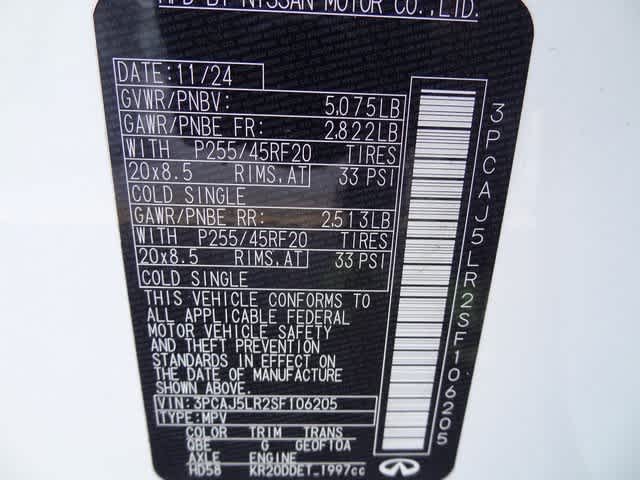 MFD BY NISSAN MOTOR CO.,LTD.
DATE:11/24
GVWR/PNBV: 5,075LB
GAWR/PNBE FR: 2,822LB
WITH P255/45RF20 TIRES
20x8.5 RIMS,AT 33 PSI
COLD SINGLE
GAWR/PNBE RR: 2,513LB
WITH P255/45RF20 TIRES
20x8.5 RIMS,AT 33 PSI
COLD SINGLE
THIS VEHICLE CONFORMS TO
ALL APPLICABLE FEDERAL
MOTOR VEHICLE SAFETY
AND THEFT PREVENTION
STANDARDS IN EFFECT ON
THE DATE OF MANUFACTURE
SHOWN ABOVE.
VIN: 3PCAJ5LR2SF106205
TYPE:MPV
COLOR TRIM TRANS
QBE G GE0F10A
AXLE ENGINE
HD58 KR20DDET 1997cc
3PCAJ5LR2SF106205